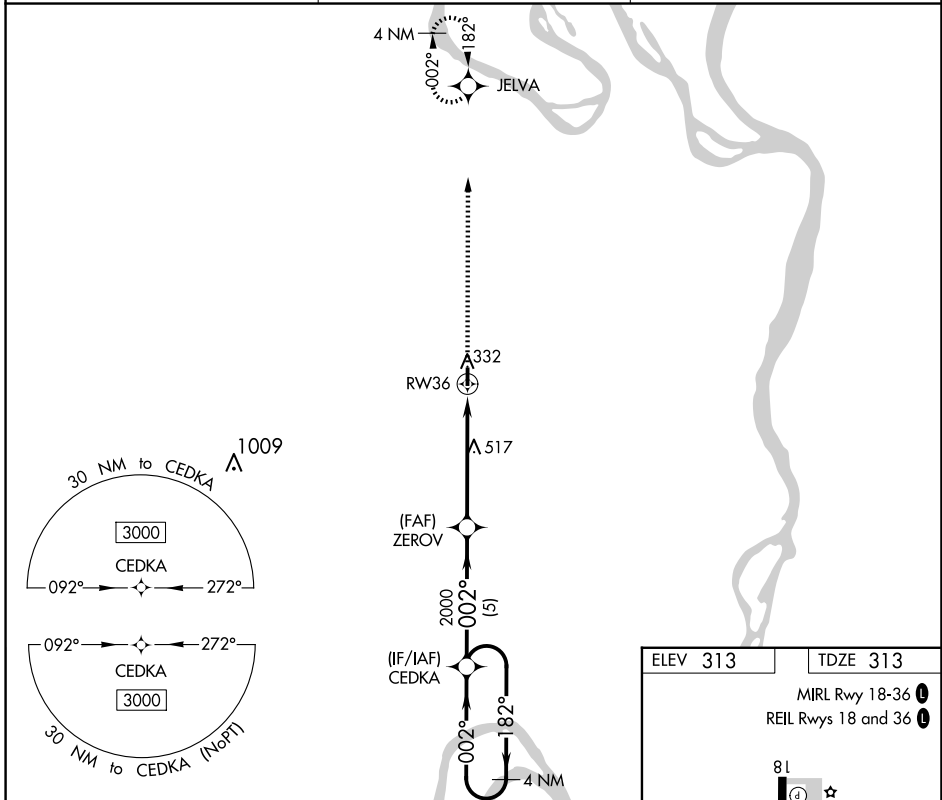 4 NM
002°
182°
JELVA
332
RW36
517
1009
30 NM to CEDKA
3000
CEDKA
092°
272°
092°
272°
CEDKA
3000
30 NM to CEDKA (NoPT)
(FAF)
ZEROV
2000
002°
(5)
(IF/IAF)
CEDKA
002°
182°
4 NM
ELEV 313
TDZE 313
MIRL Rwy 18-36 L
REIL Rwys 18 and 36 L
18
P